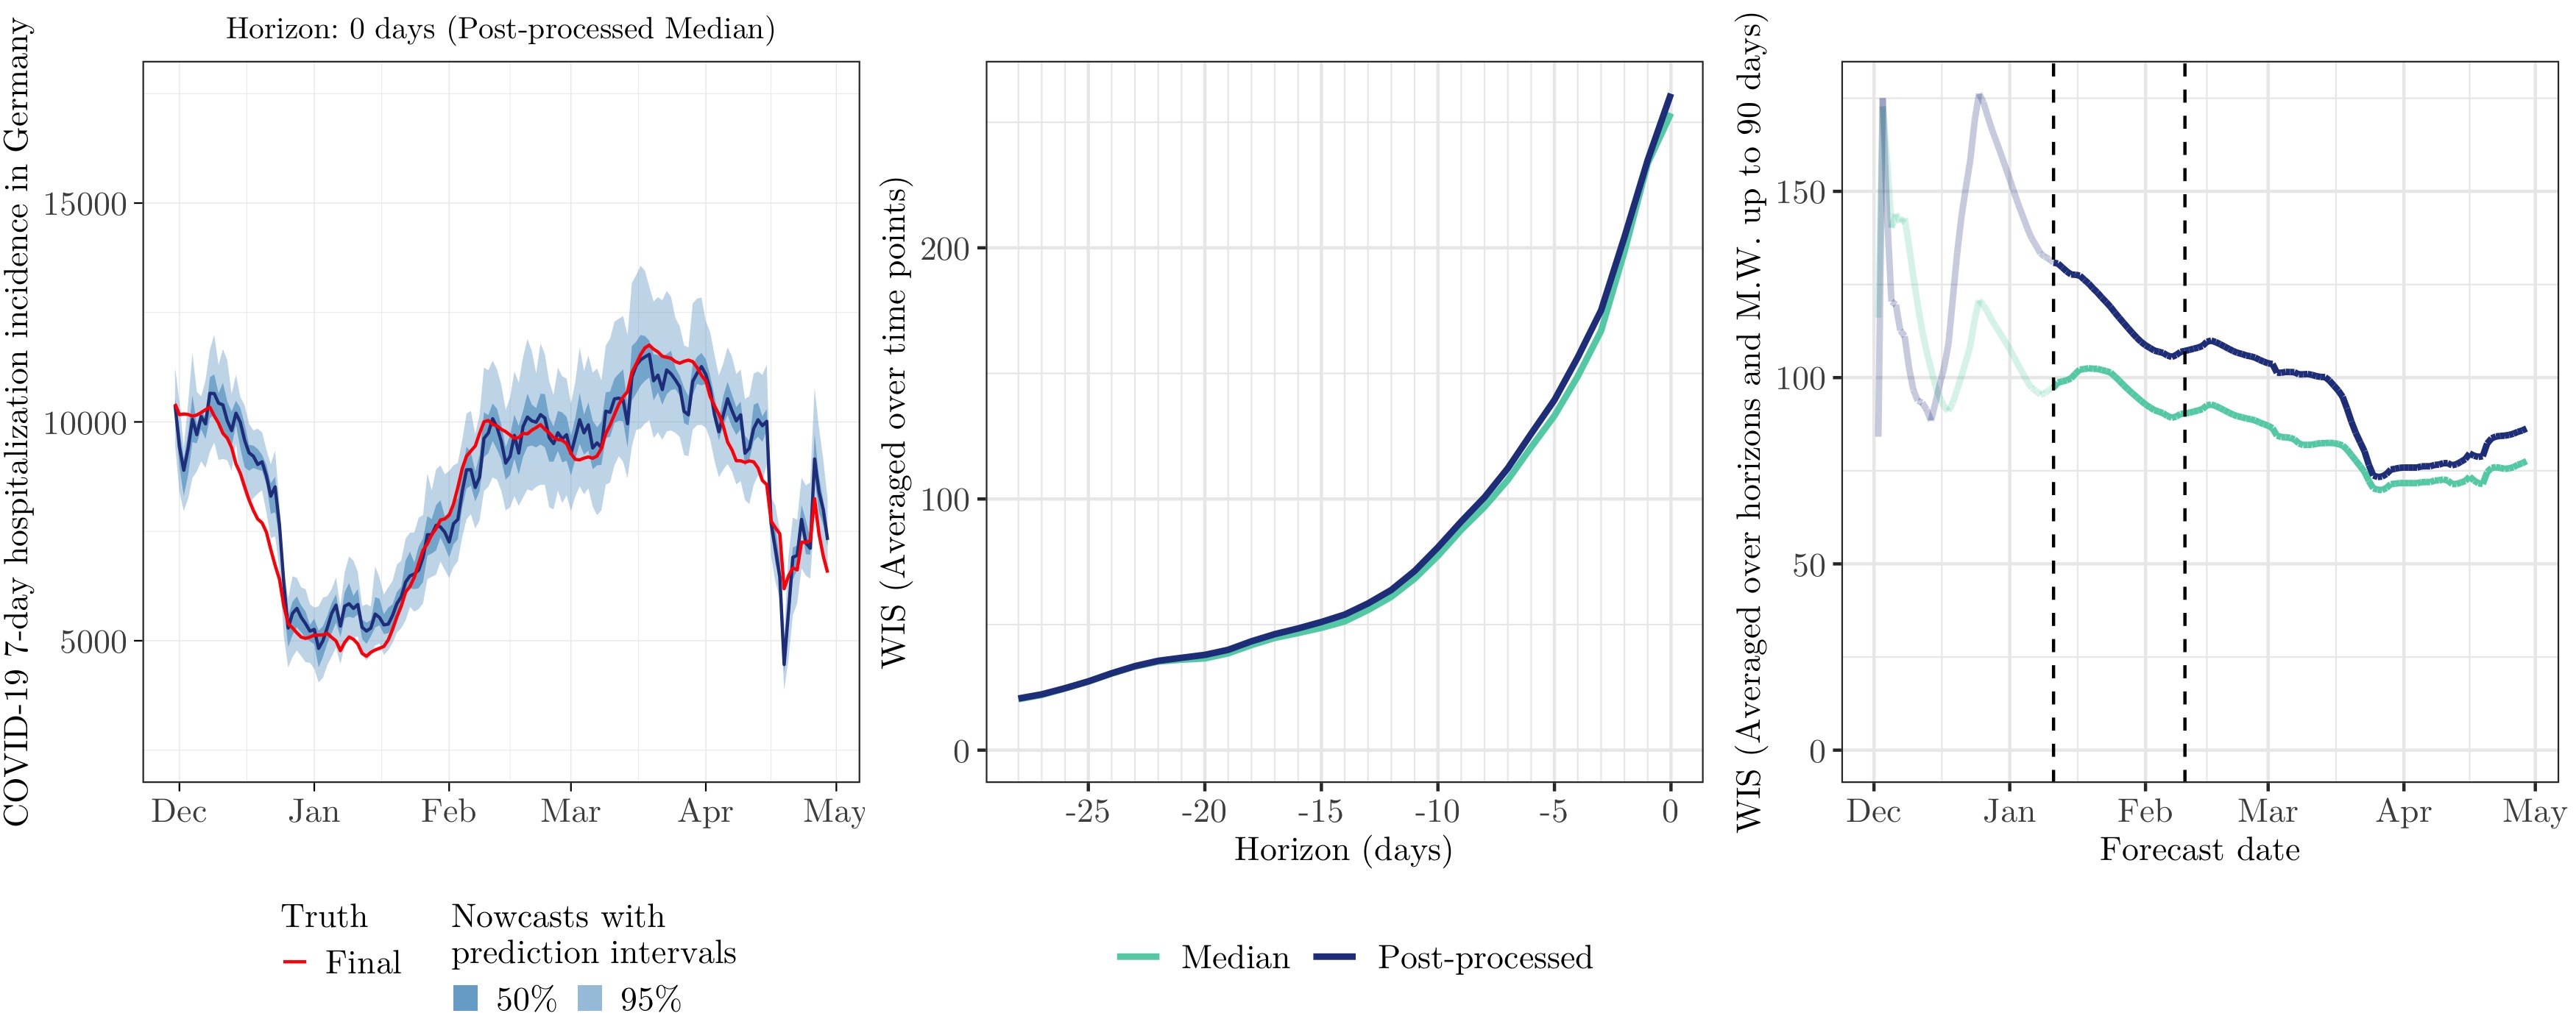 Horizon: 0 days (Post-processed Median)
COVID-19 7-day hospitalization incidence in Germany
15000
10000
5000
Dec Jan Feb Mar Apr May
Truth
Final
Nowcasts with
prediction intervals
50% 95%
WIS (Averaged over time points)
200
100
0
-25 -20 -15 -10 -5 0
Horizon (days)
Median Post-processed
WIS (Averaged over horizons and M.W. up to 90 days)
150
100
50
0
Dec Jan Feb Mar Apr May
Forecast date